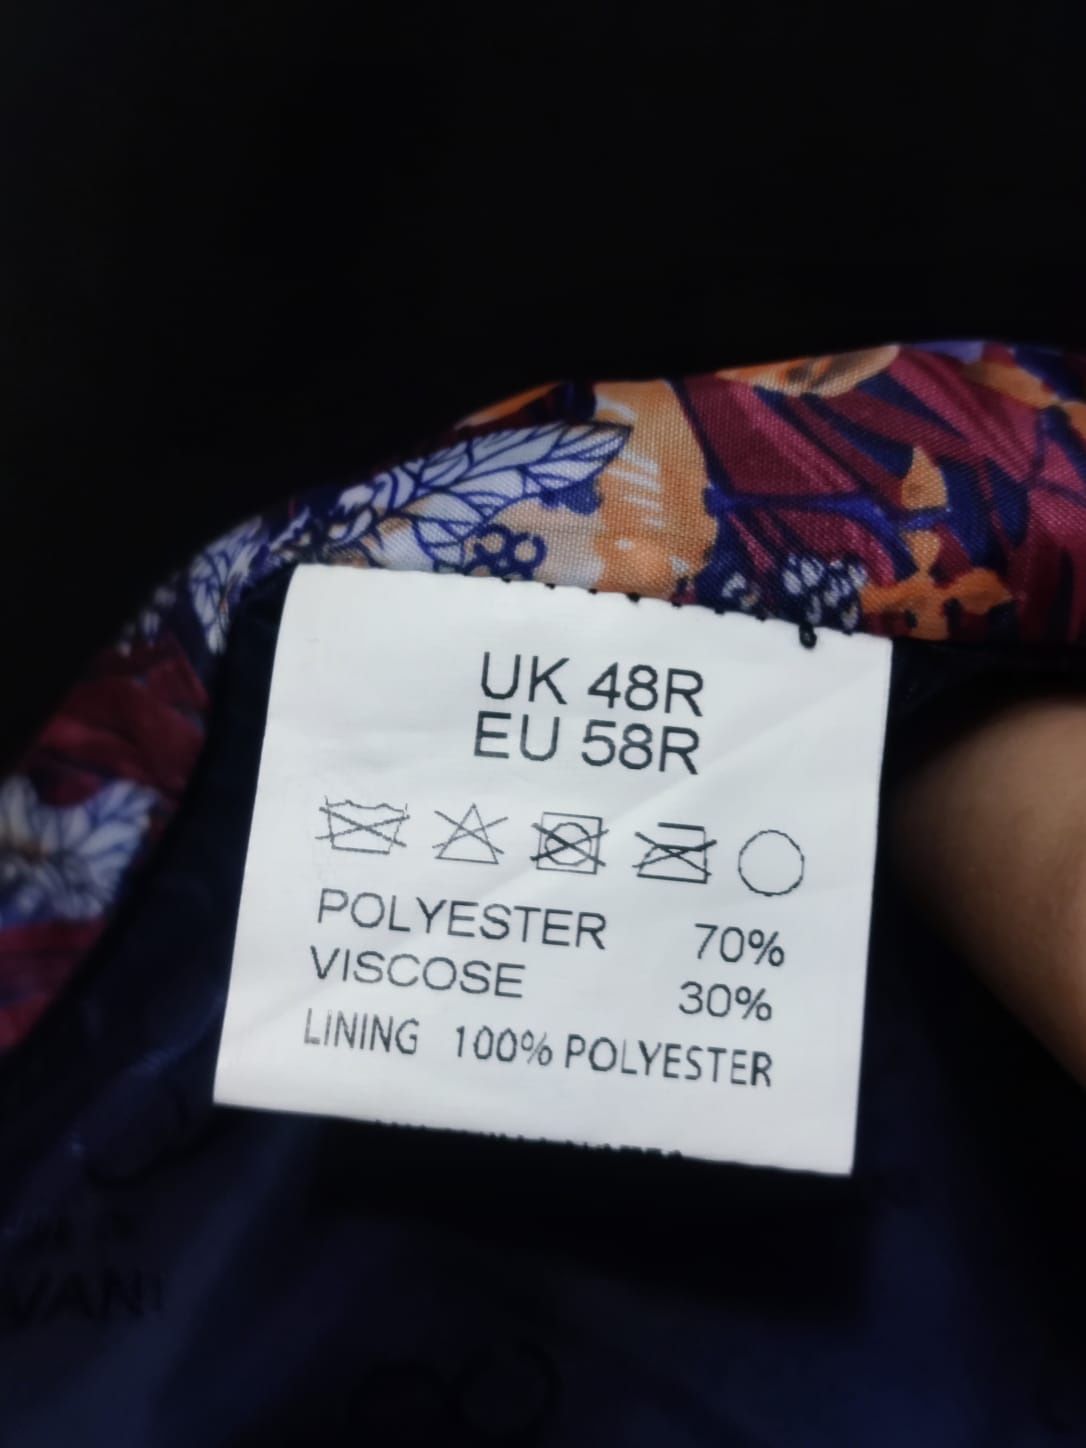 UK 48R
EU 58R
POLYESTER 70%
VISCOSE 30%
LINING 100% POLYESTER